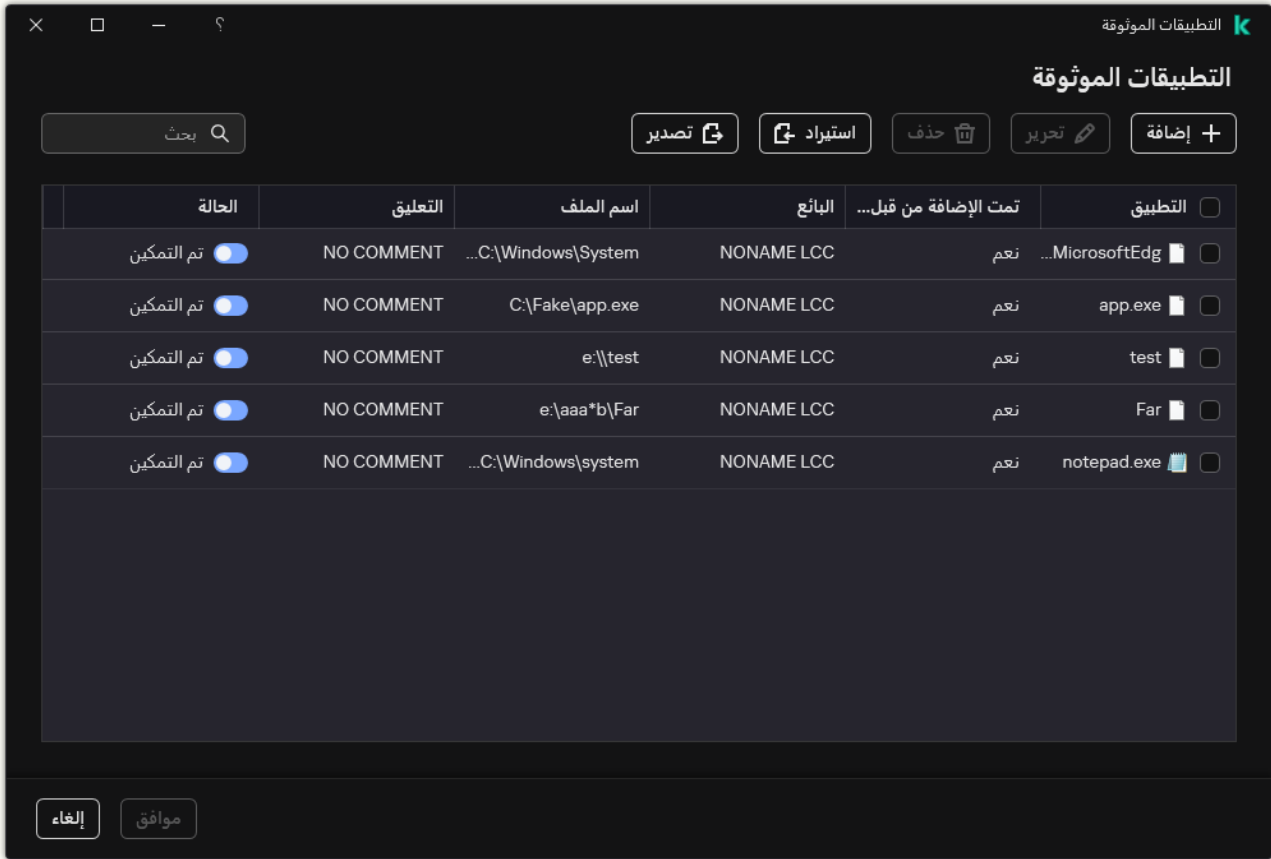 التطبيقات الموثوقة
؟
التطبيقات الموثوقة
إضافة تحرير حذف استيراد تصدير بحث
التطبيق تمت الإضافة من قبل... البائع اسم الملف التعليق الحالة
MicrosoftEdg... نعم NONAME LCC C:\Windows\System... NO COMMENT تم التمكين
app.exe نعم NONAME LCC C:\Fake\app.exe NO COMMENT تم التمكين
test نعم NONAME LCC e:\\test NO COMMENT تم التمكين
Far نعم NONAME LCC e:\aaa*b\Far NO COMMENT تم التمكين
notepad.exe نعم NONAME LCC C:\Windows\system... NO COMMENT تم التمكين
موافق إلغاء